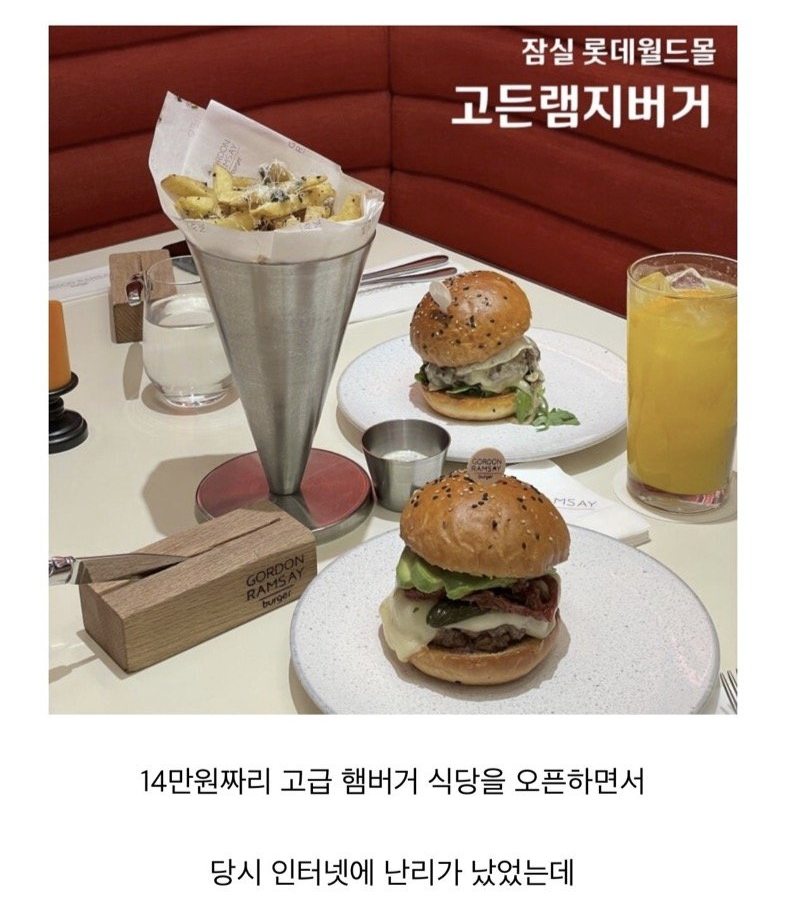 잠실 롯데월드몰
고든램지버거
GORDON
RAMSAY
burger
MSAY
GORDON
RAMSAY
burger
14만원짜리 고급 햄버거 식당을 오픈하면서
당시 인터넷에 난리가 났었는데